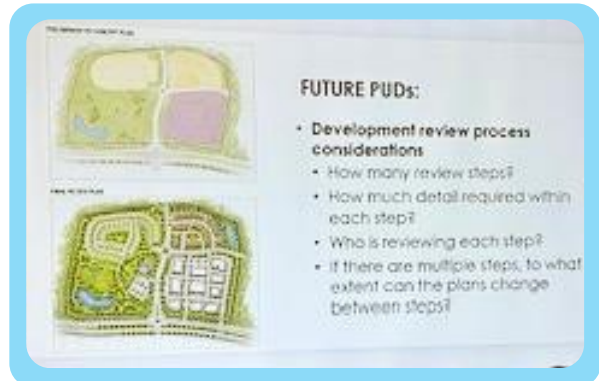 FUTURE PUDs:
• Development review process
considerations
• How many review steps?
• How much detail required within
each step?
• Who is reviewing each step?
• If there are multiple steps, to what
extent can the plans change
between steps?